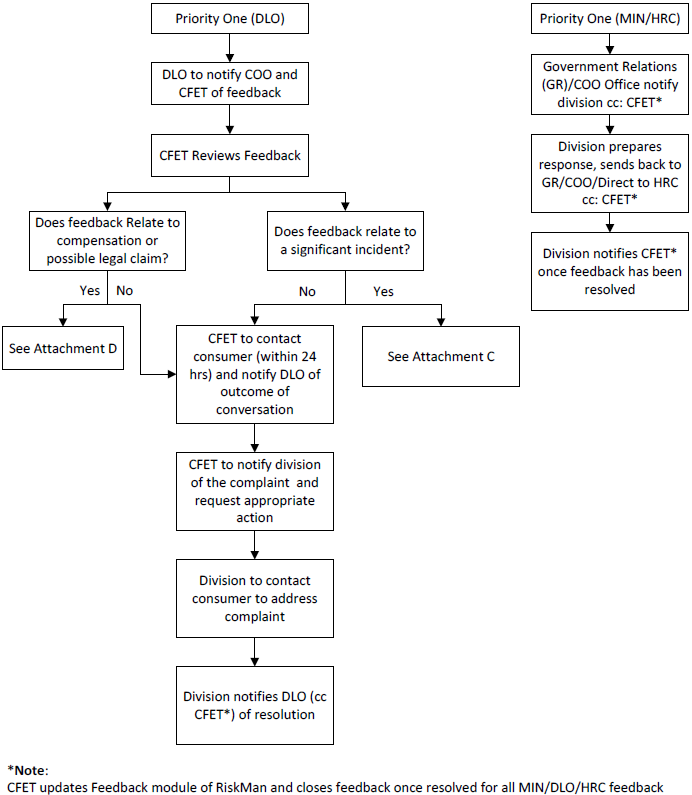 Priority One (DLO)
DLO to notify COO and
CFET of feedback
CFET Reviews Feedback
Does feedback Relate to
compensation or
possible legal claim?
Does feedback relate to
a significant incident?
Yes
No
No
Yes
See Attachment D
CFET to contact
consumer (within 24
hrs) and notify DLO of
outcome of
conversation
See Attachment C
CFET to notify division
of the complaint and
request appropriate
action
Division to contact
consumer to address
complaint
Division notifies DLO (cc
CFET*) of resolution
Priority One (MIN/HRC)
Government Relations
(GR)/COO Office notify
division cc: CFET*
Division prepares
response, sends back to
GR/COO/Direct to HRC
cc: CFET*
Division notifies CFET*
once feedback has been
resolved
*Note:
CFET updates Feedback module of RiskMan and closes feedback once resolved for all MIN/DLO/HRC feedback